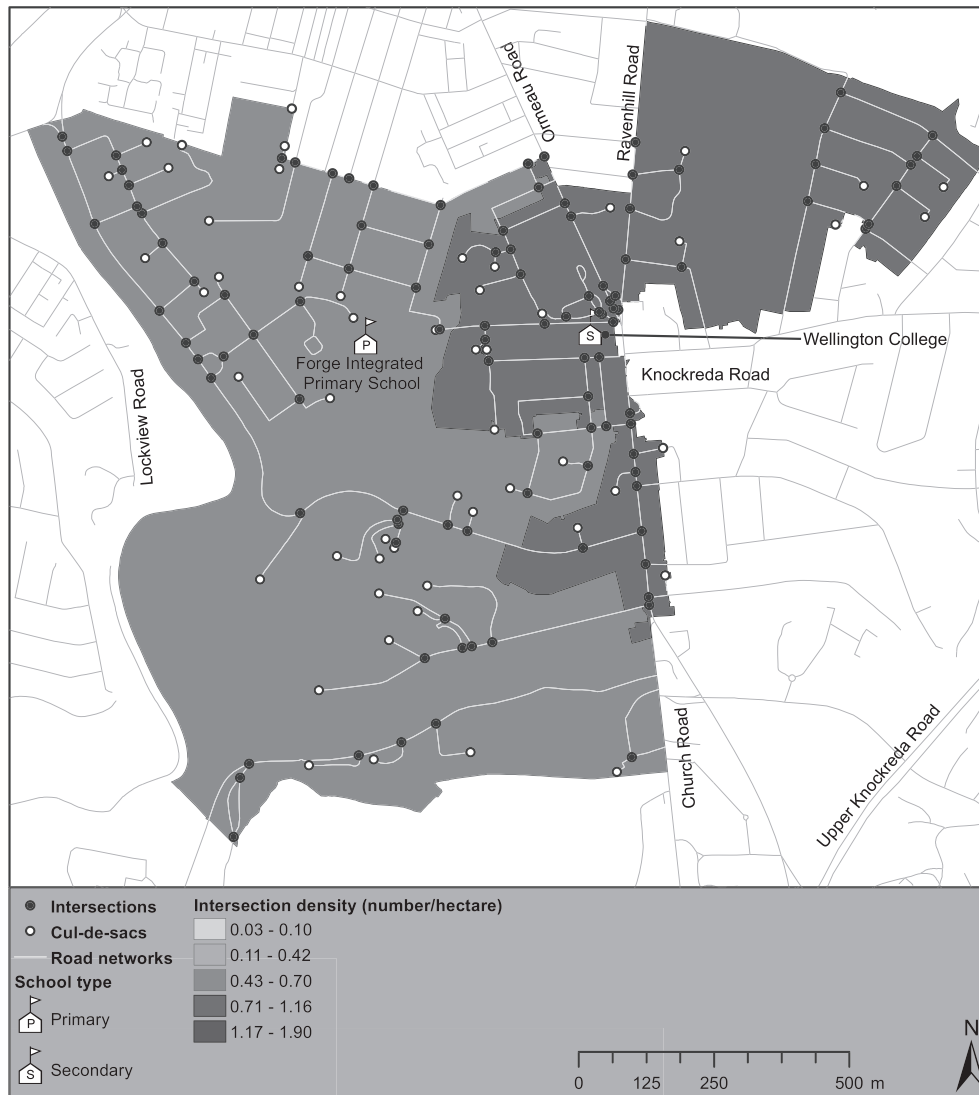 Ormeau Road
Ravenhill Road
Wellington College
S
P
Forge Integrated
Primary School
Knockreda Road
Lockview Road
Church Road
Upper Knockreda Road
Intersections
Cul-de-sacs
Road networks
School type
P Primary
S Secondary
Intersection density (number/hectare)
0.03 - 0.10
0.11 - 0.42
0.43 - 0.70
0.71 - 1.16
1.17 - 1.90
0 125 250 500 m
N